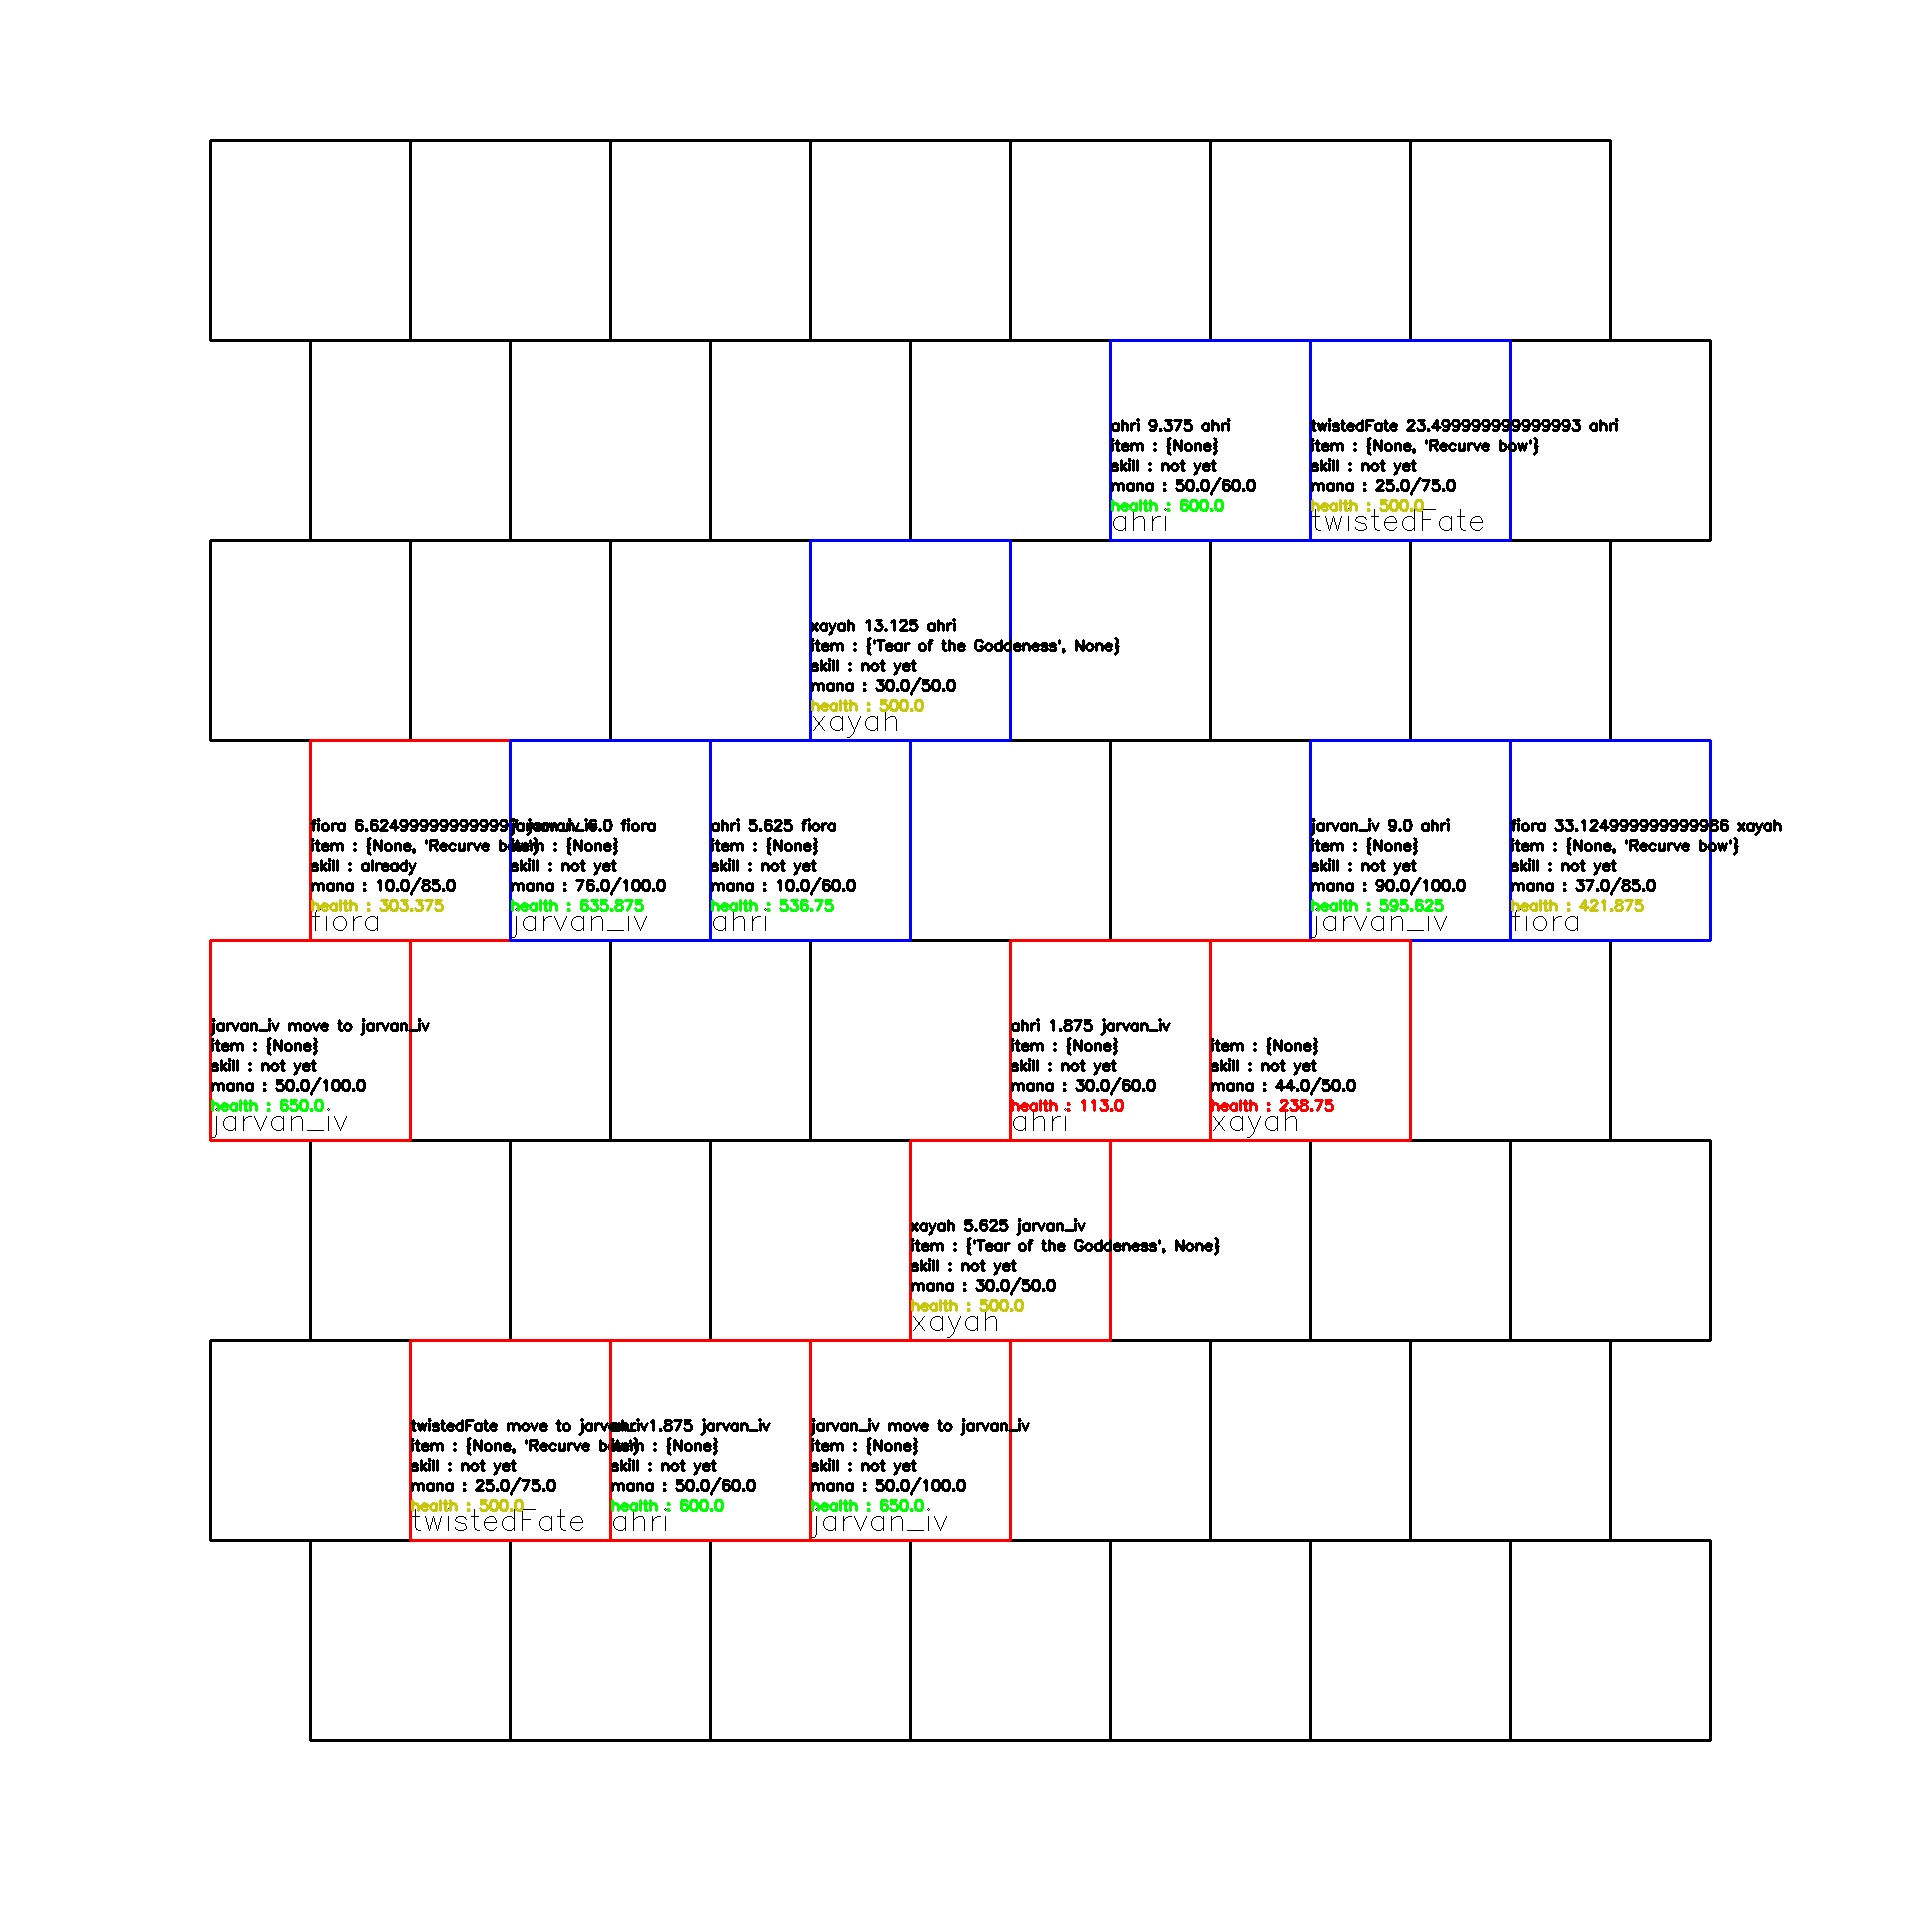 ahri 9.375 ahri
item : {None}
skill : not yet
mana : 50.0/60.0
health : 600.0
ahri
twistedFate 23.499999999999993 ahri
item : {None, 'Recurve bow'}
skill : not yet
mana : 25.0/75.0
health : 500.0
twistedFate
xayah 13.125 ahri
item : {'Tear of the Goddeness', None}
skill : not yet
mana : 30.0/50.0
health : 500.0
xayah
fiora
item : {None, 'Recurve
skill : already
mana : 10.0/85.0
health : 303.375
fiora
jarvan_iv 6.0 fiora
item : {None}
skill : not yet
mana : 76.0/100.0
health : 635.875
jarvan_iv
ahri 5.625 fiora
item : {None}
skill : not yet
mana : 10.0/60.0
health : 536.75
ahri
jarvan_iv 9.0 ahri
item : {None}
skill : not yet
mana : 90.0/100.0
health : 595.625
jarvan_iv
fiora 33.124999999999986 xayah
item : {None, 'Recurve bow'}
skill : not yet
mana : 37.0/85.0
health : 421.875
fiora
jarvan_iv move to jarvan_iv
item : {None}
skill : not yet
mana : 50.0/100.0
health : 650.0
jarvan_iv
ahri 1.875 jarvan_iv
item : {None}
skill : not yet
mana : 30.0/60.0
health : 113.0
ahri
item : {None}
skill : not yet
mana : 44.0/50.0
health : 238.75
xayah
xayah 5.625 jarvan_iv
item : {'Tear of the Goddeness', None}
skill : not yet
mana : 30.0/50.0
health : 500.0
xayah
twistedFate move to jarvan_iv
item : {None, 'Recurve
skill : not yet
mana : 25.0/75.0
health : 500.0
twistedFate
ahri 1.875 jarvan_iv
item : {None}
skill : not yet
mana : 50.0/60.0
health : 600.0
ahri
jarvan_iv move to jarvan_iv
item : {None}
skill : not yet
mana : 50.0/100.0
health : 650.0
jarvan_iv